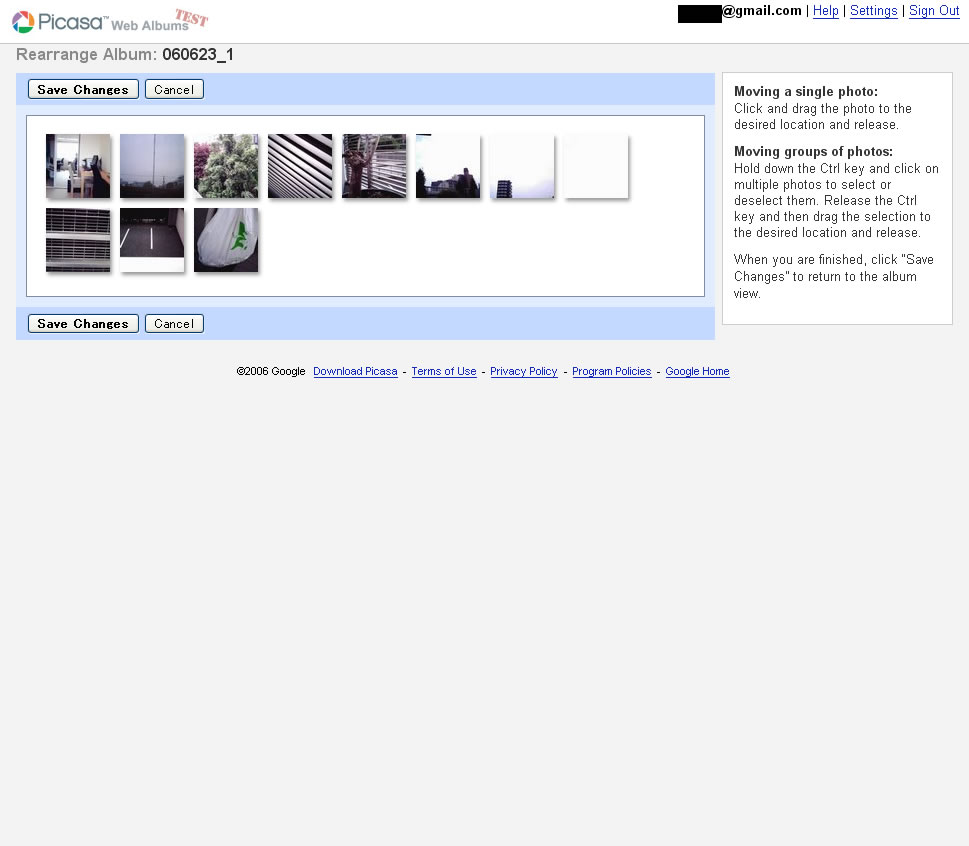 Picasa™ Web Albums TEST
@gmail.com | Help | Settings | Sign Out
Rearrange Album: 060623_1
Save Changes Cancel
Moving a single photo:
Click and drag the photo to the
desired location and release.
Moving groups of photos:
Hold down the Ctrl key and click on
multiple photos to select or
deselect them. Release the Ctrl
key and then drag the selection to
the desired location and release.
When you are finished, click "Save
Changes" to return to the album
view.
Save Changes Cancel
©2006 Google Download Picasa - Terms of Use - Privacy Policy - Program Policies - Google Home